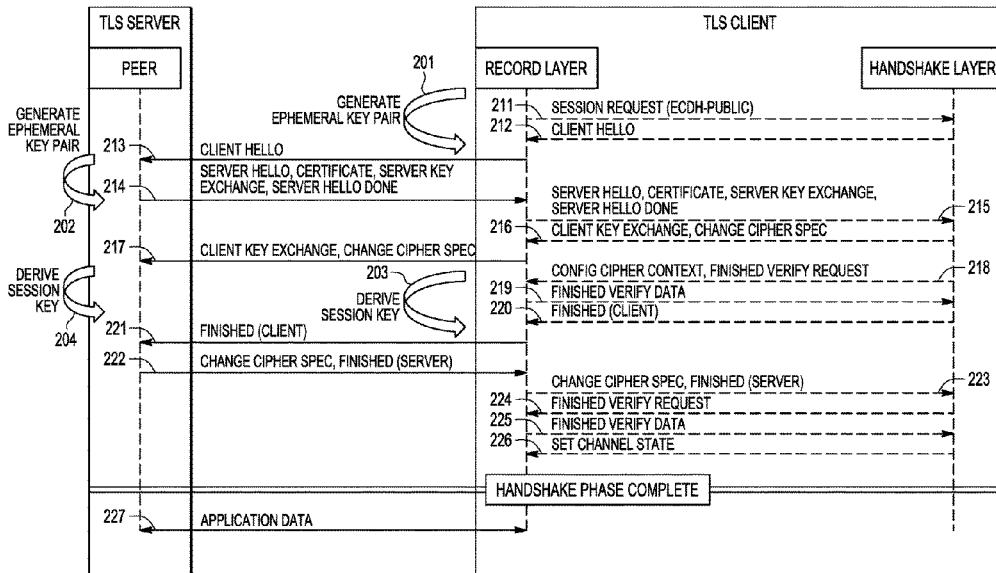 TLS SERVER
TLS CLIENT
PEER
RECORD LAYER
HANDSHAKE LAYER
201
GENERATE
EPHEMERAL KEY PAIR
211
SESSION REQUEST (ECDH-PUBLIC)
212
CLIENT HELLO
GENERATE
EPHEMERAL
KEY PAIR
213
CLIENT HELLO
202
214
SERVER HELLO, CERTIFICATE, SERVER KEY
EXCHANGE, SERVER HELLO DONE
SERVER HELLO, CERTIFICATE, SERVER KEY EXCHANGE,
SERVER HELLO DONE
215
216
CLIENT KEY EXCHANGE, CHANGE CIPHER SPEC
217
CLIENT KEY EXCHANGE, CHANGE CIPHER SPEC
203
CONFIG CIPHER CONTEXT, FINISHED VERIFY REQUEST
218
DERIVE
SESSION
KEY
204
DERIVE
SESSION KEY
219
FINISHED VERIFY DATA
220
FINISHED (CLIENT)
221
FINISHED (CLIENT)
222
CHANGE CIPHER SPEC, FINISHED (SERVER)
CHANGE CIPHER SPEC, FINISHED (SERVER)
223
224
FINISHED VERIFY REQUEST
225
FINISHED VERIFY DATA
226
SET CHANNEL STATE
HANDSHAKE PHASE COMPLETE
227
APPLICATION DATA